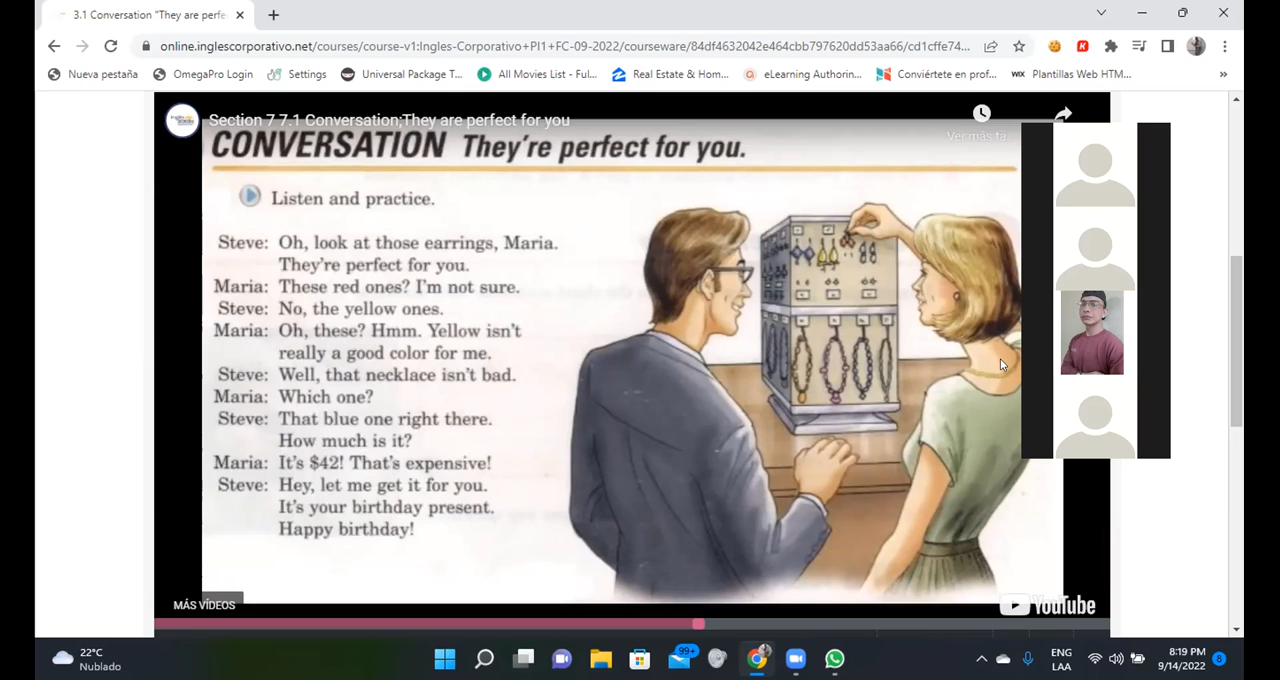 3.1 Conversation "They are perfe
online.inglescorporativo.net/courses/course-v1:Ingles-Corporativo+PI1+FC-09-2022/courseware/84df4632042e464cbb797620dd53aa66/cd1cffe74...
Nueva pestaña
OmegaPro Login
Settings
Universal Package T...
All Movies List - Ful...
Real Estate & Hom...
eLearning Authorin...
Conviértete en prof...
WIX Plantillas Web HTM...
»
Section 7 7.1 Conversation;They are perfect for you
Ver más ta
CONVERSATION They're perfect for you.
Listen and practice.
Steve: Oh, look at those earrings, Maria.
They're perfect for you.
Maria: These red ones? I'm not sure.
Steve: No, the yellow ones.
Maria: Oh, these? Hmm. Yellow isn't
really a good color for me.
Steve: Well, that necklace isn't bad.
Maria: Which one?
Steve: That blue one right there.
How much is it?
Maria: It's $42! That's expensive!
Steve: Hey, let me get it for you.
It's your birthday present.
Happy birthday!
MÁS VÍDEOS
YouTube
22°C
Nublado
99+
ENG
LAA
8:19 PM
9/14/2022
8